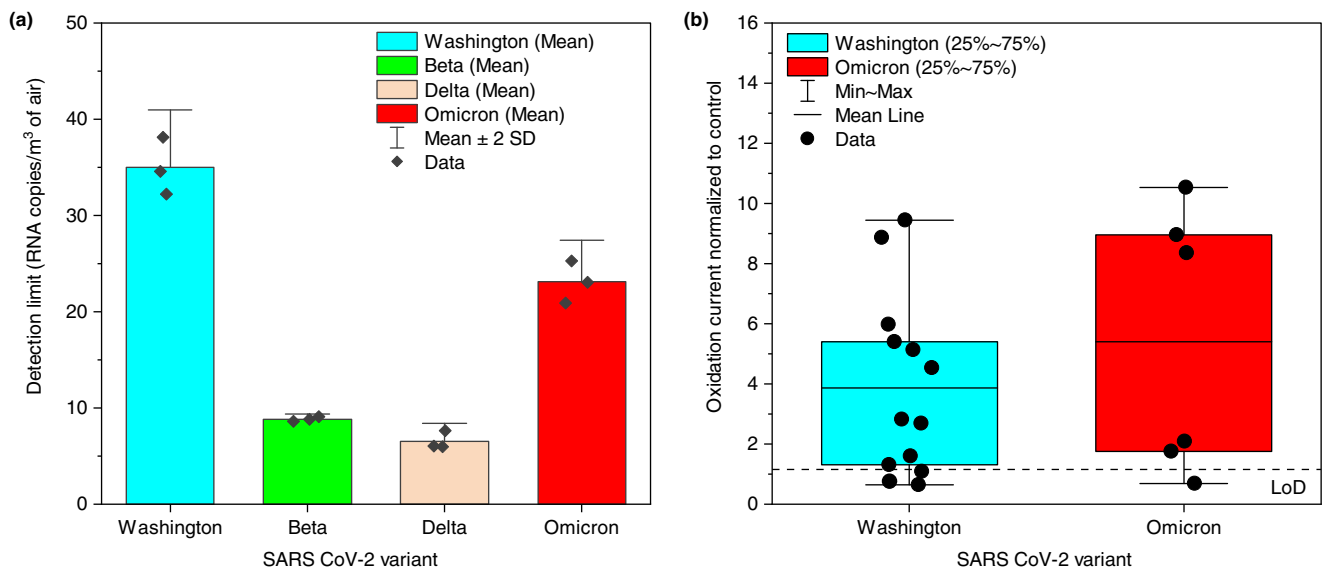 (a)
50
40
30
20
10
0
Detection limit (RNA copies/m³ of air)
Washington (Mean)
Beta (Mean)
Delta (Mean)
Omicron (Mean)
Mean ± 2 SD
Data
Washington
Beta
Delta
Omicron
SARS CoV-2 variant
(b)
16
14
12
10
8
6
4
2
0
Oxidation current normalized to control
Washington (25%~75%)
Omicron (25%~75%)
Min~Max
Mean Line
Data
LoD
Washington
Omicron
SARS CoV-2 variant